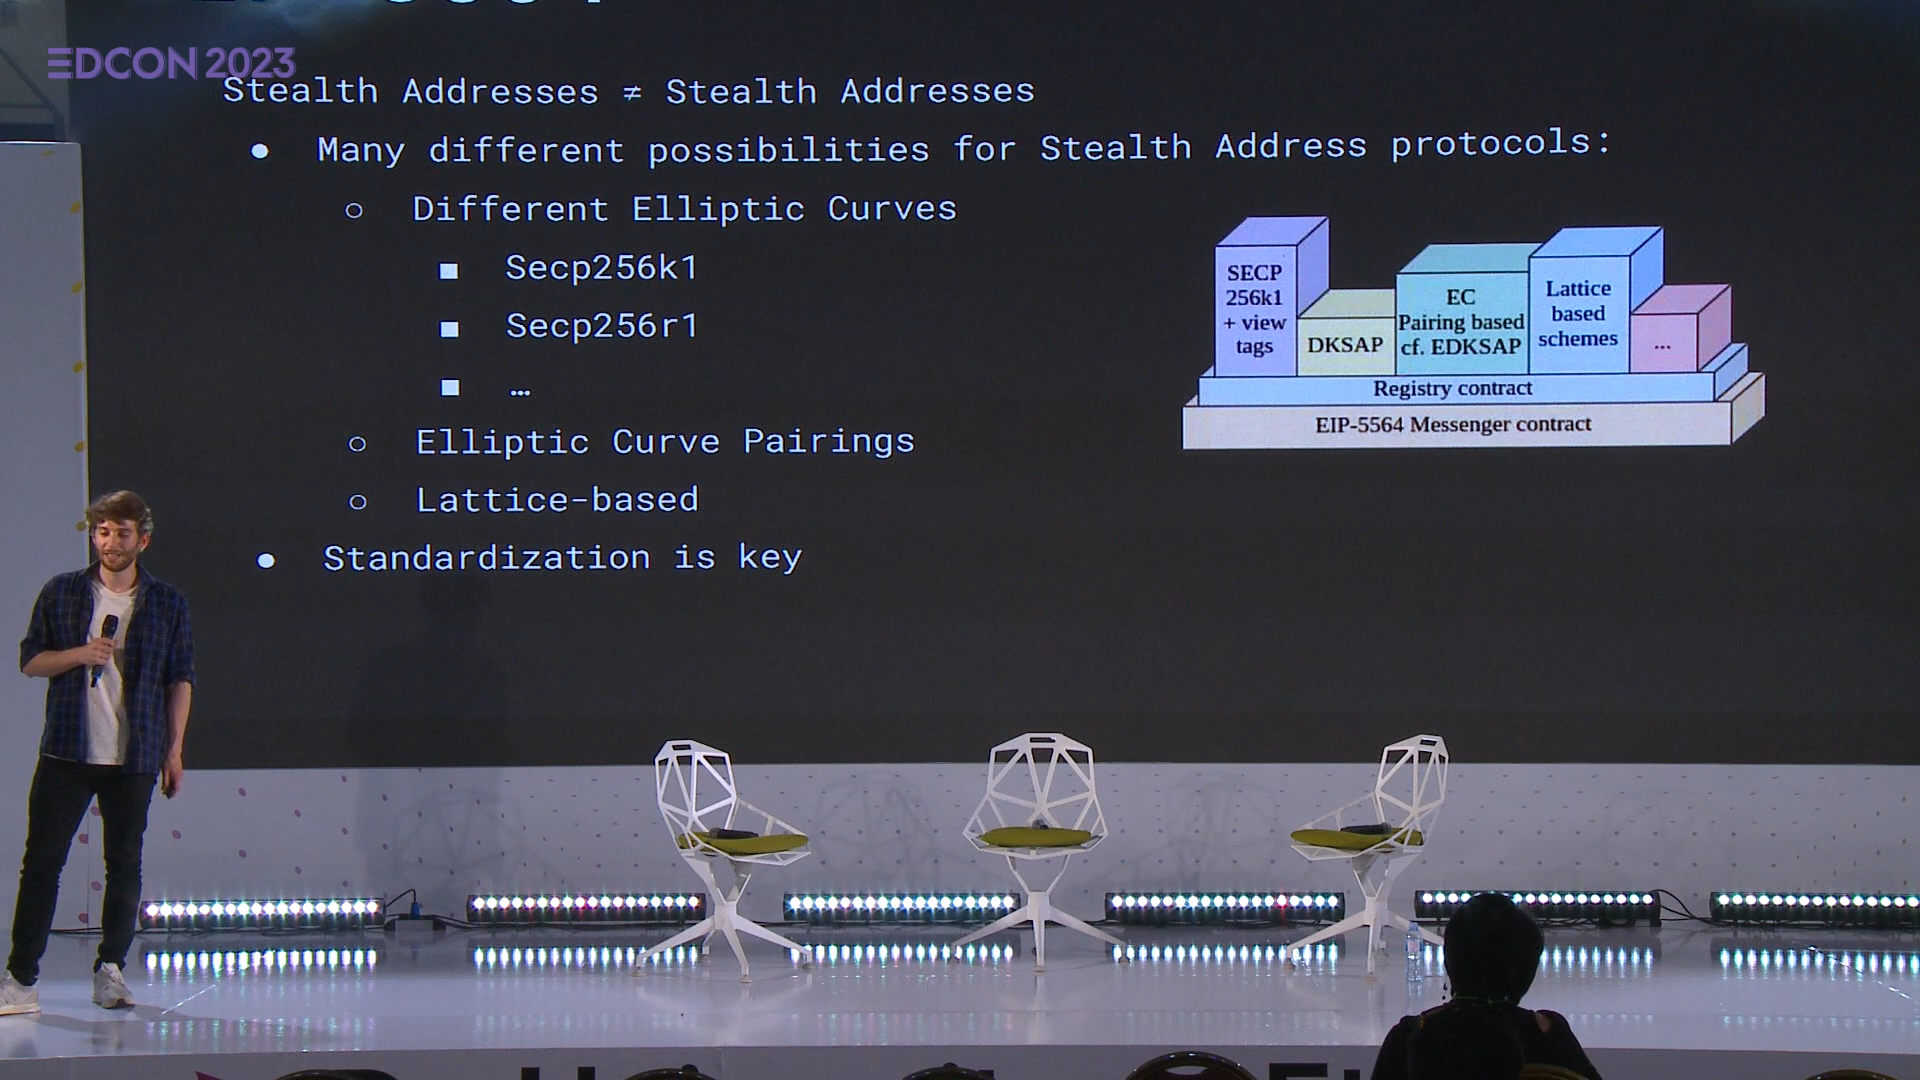 EDCON 2023
Stealth Addresses ≠ Stealth Addresses
● Many different possibilities for Stealth Address protocols:
○ Different Elliptic Curves
■ Secp256k1
■ Secp256r1
■ …
○ Elliptic Curve Pairings
○ Lattice-based
● Standardization is key
SECP
256k1
+ view
tags
DKSAP
EC
Pairing based
cf. EDKSAP
Lattice
based
schemes
...
Registry contract
EIP-5564 Messenger contract